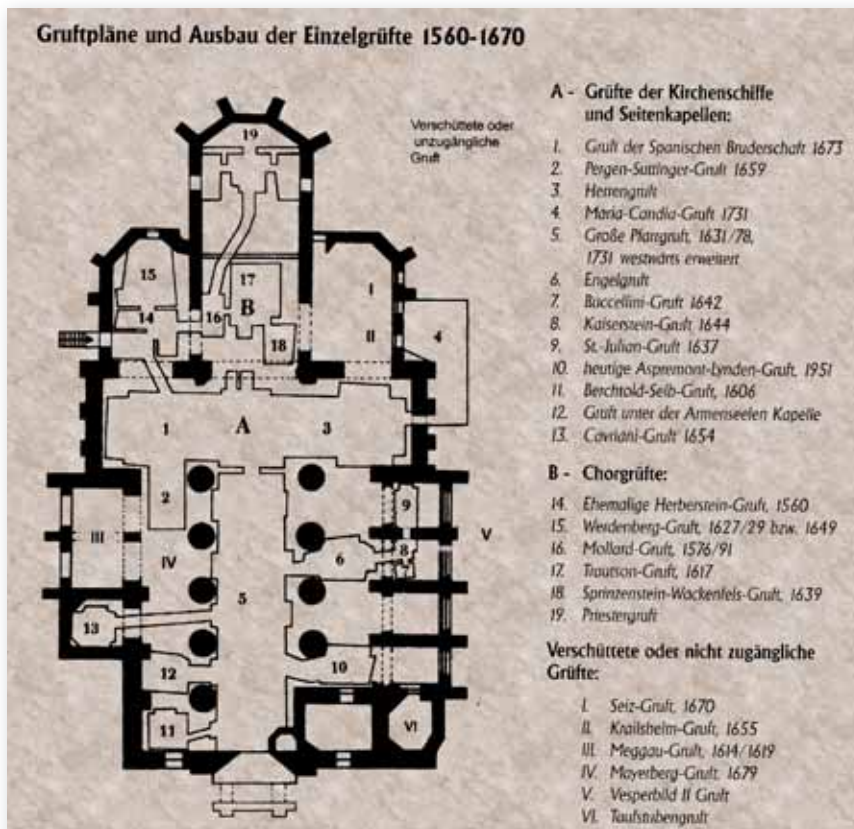 Gruftpläne und Ausbau der Einzelgrüfte 1560-1670
Verschüttete oder
unzugängliche
Gruft
A - Grüfte der Kirchenschiffe
und Seitenkapellen:
1. Gruft der Spanischen Bruderschaft 1673
2. Pergen-Suttinger-Gruft 1659
3. Herrengruft
4. Maria-Candia-Gruft 1731
5. Große Pfarrgruft, 1631/78,
1731 westwärts erweitert
6. Engelgruft
7. Buccellini-Gruft 1642
8. Kaiserstein-Gruft 1644
9. St.-Julian-Gruft 1637
10. heutige Aspremont-Lynden-Gruft, 1951
11. Berchtold-Seib-Gruft, 1606
12. Gruft unter der Armenseelen Kapelle
13. Cavriani-Gruft 1654
B - Chorgrüfte:
14. Ehemalige Herberstein-Gruft, 1560
15. Werdenberg-Gruft, 1627/29 bzw. 1649
16. Mollard-Gruft, 1576/91
17. Trautson-Gruft, 1617
18. Sprinzenstein-Wackenfels-Gruft, 1639
19. Priestergruft
Verschüttete oder nicht zugängliche
Grüfte:
I. Seiz-Gruft, 1670
II. Krailsheim-Gruft, 1655
III. Meggau-Gruft, 1614/1619
IV. Mayerberg-Gruft, 1679
V. Vesperbild II Gruft
VI. Taufstubengruft
19
15
17
I
B
14
16
II
4
18
1
A
3
2
9
III
V
8
6
IV
7
5
13
10
12
11
VI